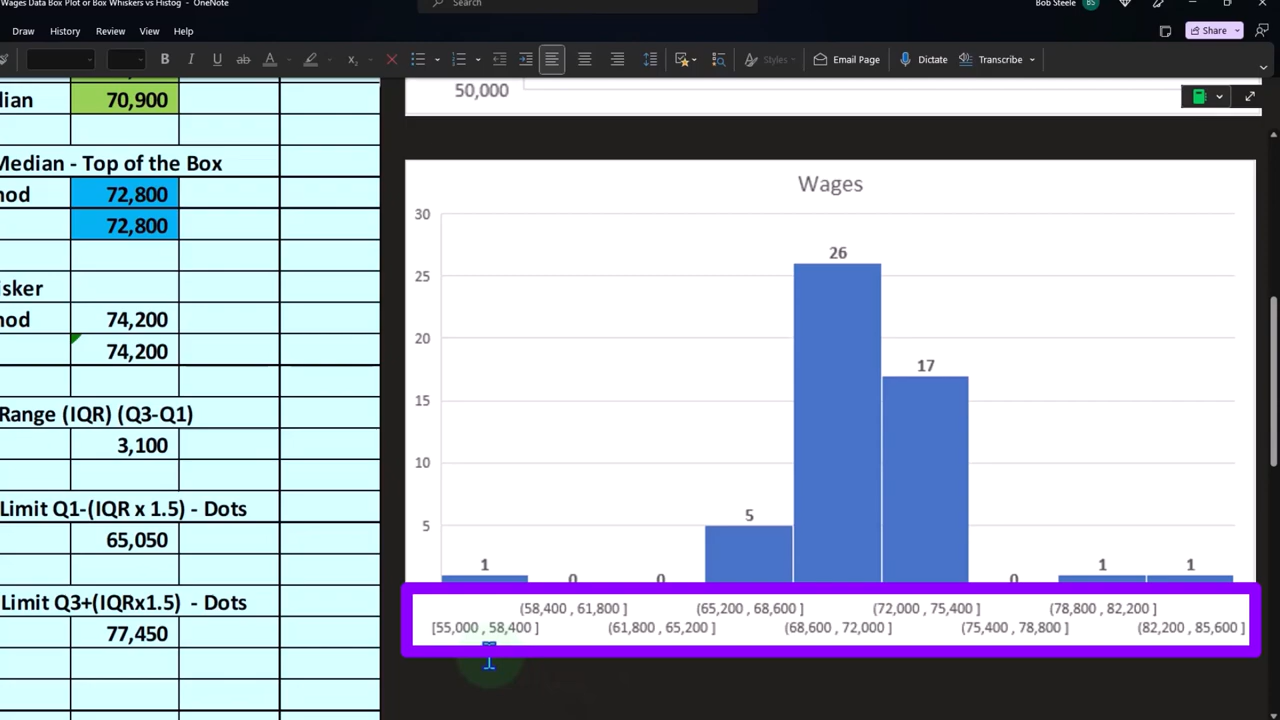 Wages Data Box Plot or Box Whiskers vs Histog - OneNote
Search
Bob Steele
BS
Draw History Review View Help
Share
B I U ab A A
Email Page
Dictate
Styles
Transcribe
lian 70,900
Median - Top of the Box
nod 72,800
72,800
isker
nod 74,200
74,200
Range (IQR) (Q3-Q1)
3,100
Limit Q1-(IQR x 1.5) - Dots
65,050
Limit Q3+(IQRx1.5) - Dots
77,450
50,000
Wages
30
25
20
15
10
5
1
0
0
5
26
17
0
1
1
(58,400 , 61,800 ] (65,200 , 68,600 ] (72,000 , 75,400 ] (78,800 , 82,200 ]
[55,000 , 58,400 ] (61,800 , 65,200 ] (68,600 , 72,000 ] (75,400 , 78,800 ] (82,200 , 85,600 ]